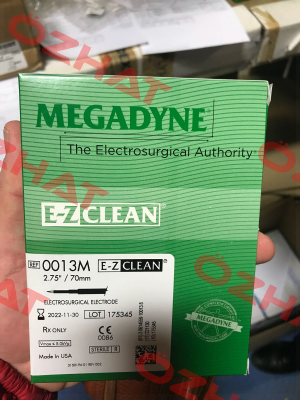 MEGADYNE®
The Electrosurgical Authority®
E-Z CLEAN®
REF 0013M E-Z CLEAN®
2.75" / 70mm
ELECTROSURGICAL ELECTRODE
2022-11-30 LOT 175345
Rx ONLY
CE
0086
Made in USA STERILE R
MEGADYNE
OZHAT